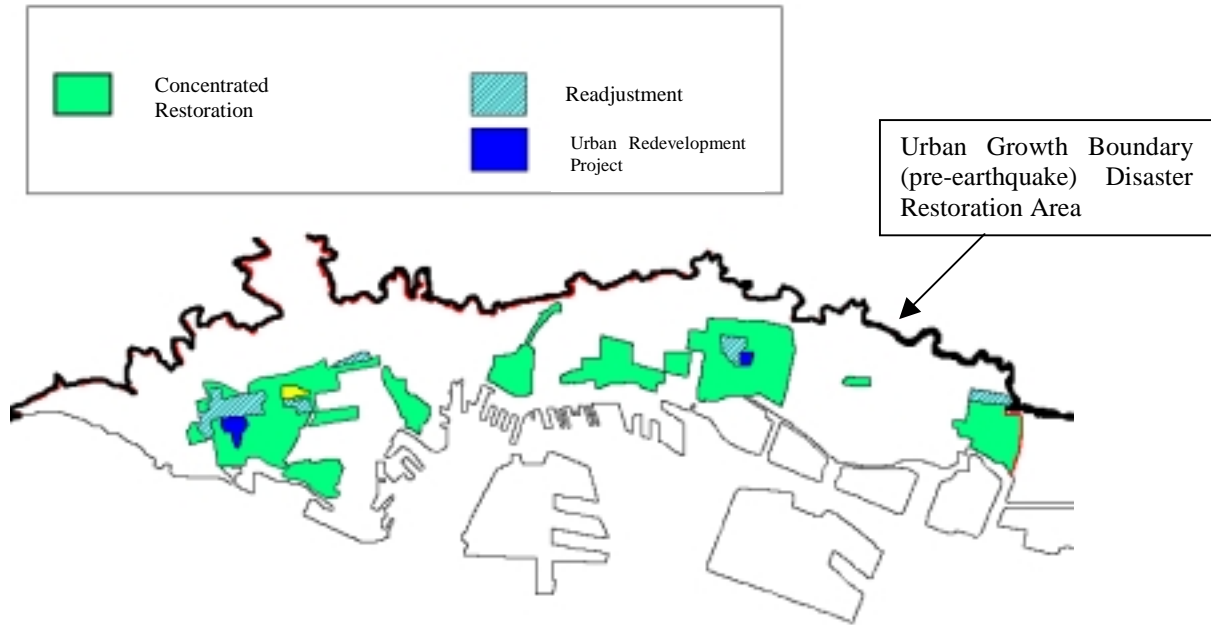 Concentrated
Restoration
Readjustment
Urban Redevelopment
Project
Urban Growth Boundary
(pre-earthquake) Disaster
Restoration Area